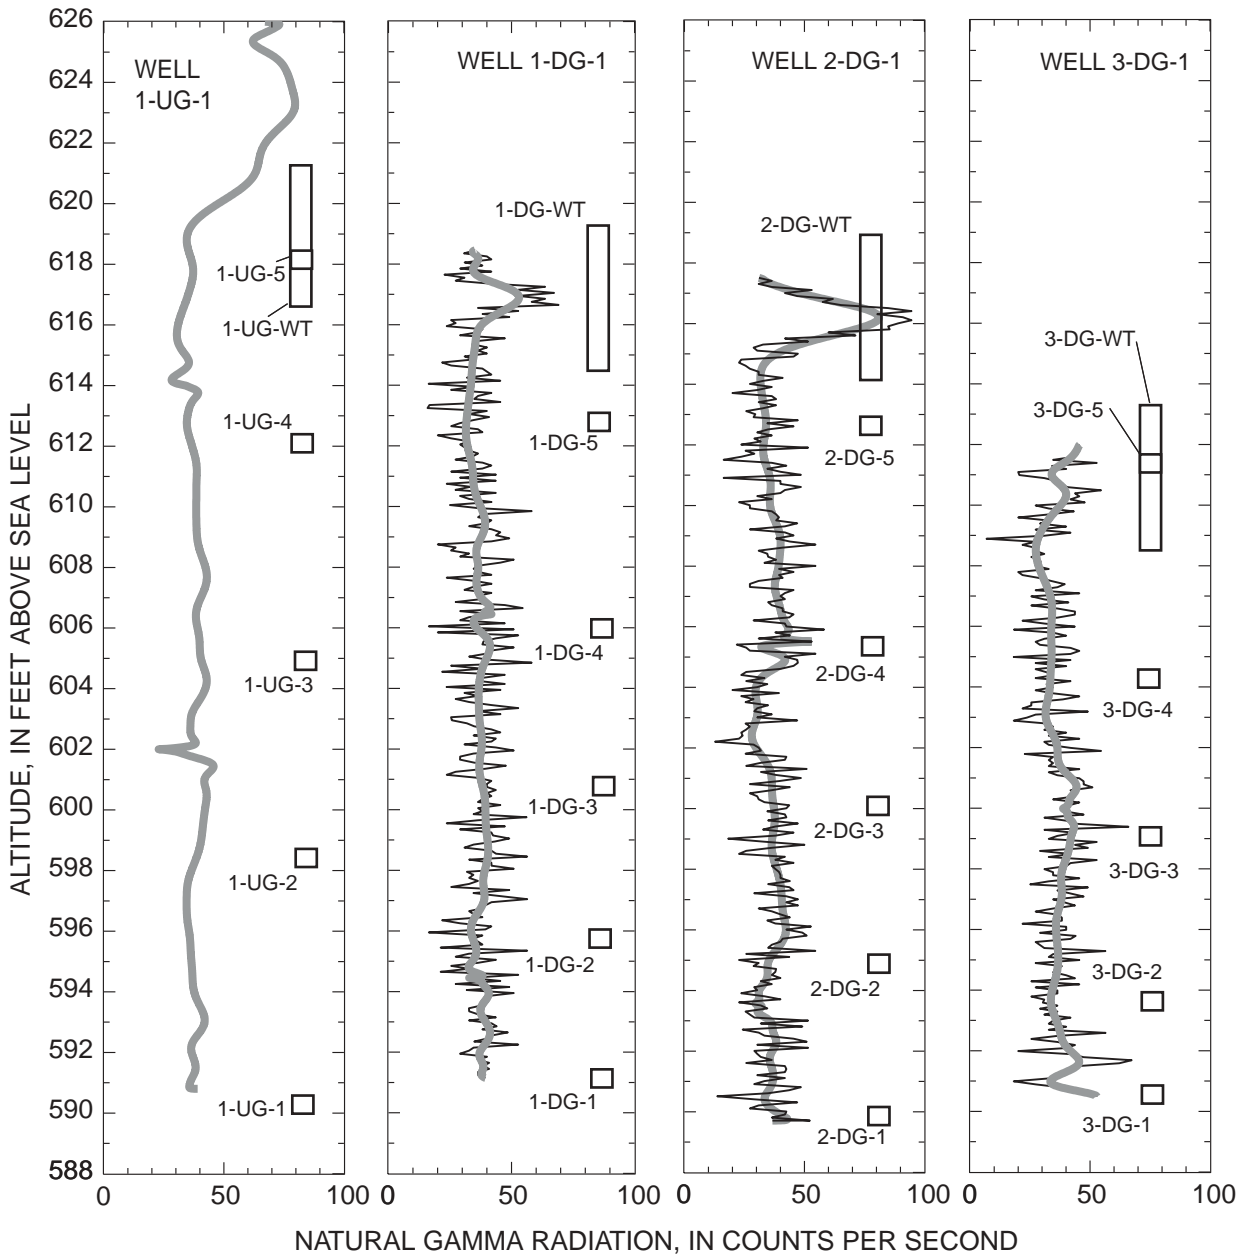 626
624
622
620
618
616
614
612
610
608
606
604
602
600
598
596
594
592
590
588
ALTITUDE, IN FEET ABOVE SEA LEVEL
WELL
1-UG-1
1-UG-5
1-UG-WT
1-UG-4
1-UG-3
1-UG-2
1-UG-1
0
50
100
WELL 1-DG-1
1-DG-WT
1-DG-5
1-DG-4
1-DG-3
1-DG-2
1-DG-1
0
50
100
WELL 2-DG-1
2-DG-WT
2-DG-5
2-DG-4
2-DG-3
2-DG-2
2-DG-1
0
50
100
WELL 3-DG-1
3-DG-WT
3-DG-5
3-DG-4
3-DG-3
3-DG-2
3-DG-1
0
50
100
NATURAL GAMMA RADIATION, IN COUNTS PER SECOND